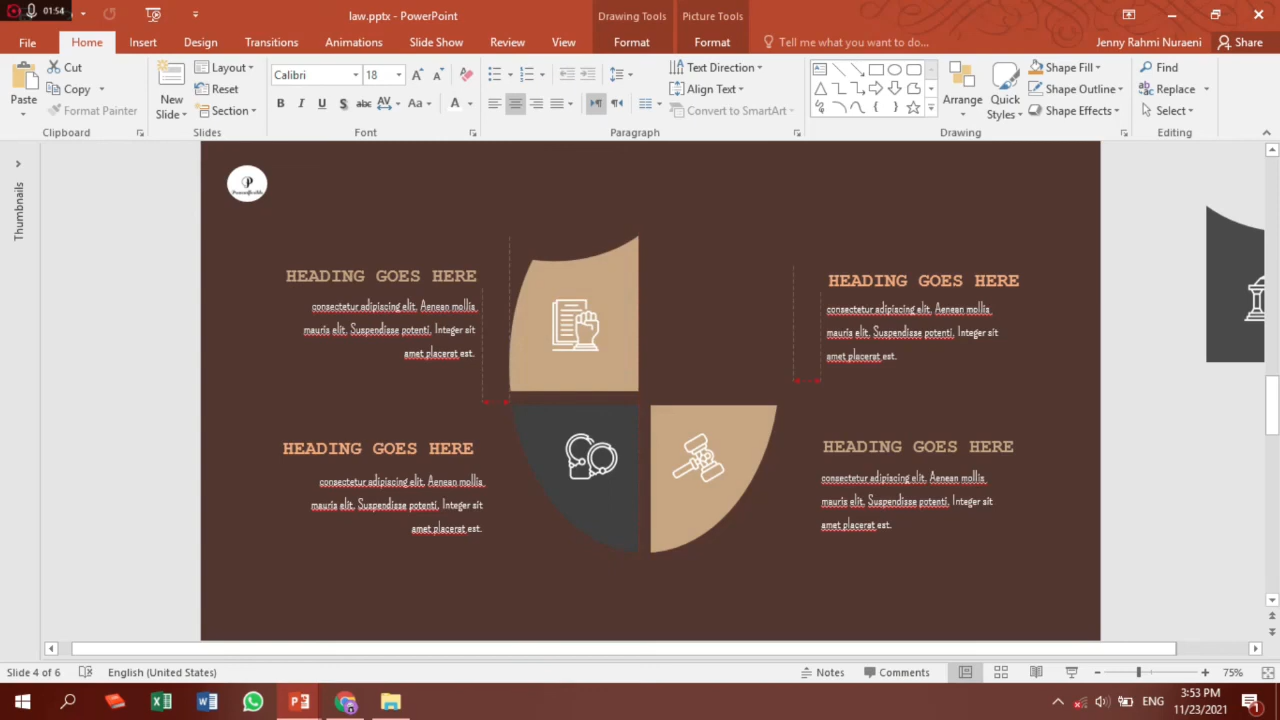 01:54
law.pptx - PowerPoint
Drawing Tools
Picture Tools
Jenny Rahmi Nuraeni
Share
File
Home
Insert
Design
Transitions
Animations
Slide Show
Review
View
Format
Format
Tell me what you want to do...
Paste
Cut
Copy
Format Painter
Clipboard
New
Slide
Layout
Reset
Section
Slides
Calibri
18
B I U S abc AV Aa A
Font
Text Direction
Align Text
Convert to SmartArt
Paragraph
Arrange
Quick
Styles
Shape Fill
Shape Outline
Shape Effects
Drawing
Find
Replace
Select
Editing
Thumbnails
P
HEADING GOES HERE
consectetur adipiscing elit. Aenean mollis
mauris elit. Suspendisse potenti. Integer sit
amet placerat est.
HEADING GOES HERE
consectetur adipiscing elit. Aenean mollis
mauris elit. Suspendisse potenti. Integer sit
amet placerat est.
HEADING GOES HERE
consectetur adipiscing elit. Aenean mollis
mauris elit. Suspendisse potenti. Integer sit
amet placerat est.
HEADING GOES HERE
consectetur adipiscing elit. Aenean mollis
mauris elit. Suspendisse potenti. Integer sit
amet placerat est.
Slide 4 of 6
English (United States)
Notes
Comments
75%
ENG
3:53 PM
11/23/2021
1